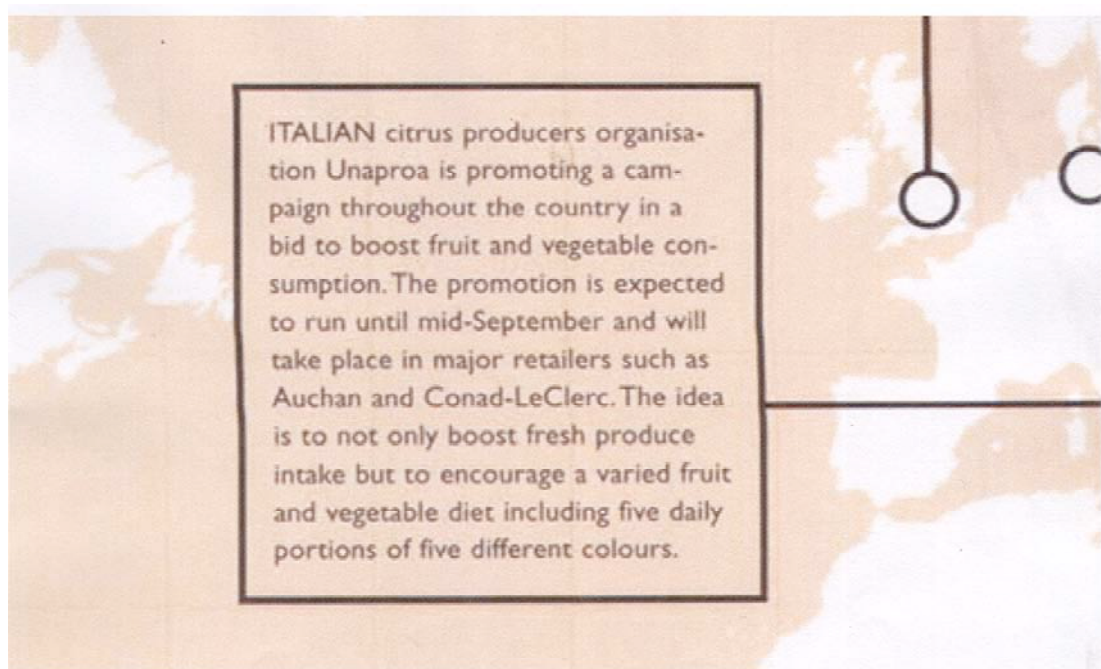 ITALIAN citrus producers organisa-
tion Unaproa is promoting a cam-
paign throughout the country in a
bid to boost fruit and vegetable con-
sumption. The promotion is expected
to run until mid-September and will
take place in major retailers such as
Auchan and Conad-LeClerc. The idea
is to not only boost fresh produce
intake but to encourage a varied fruit
and vegetable diet including five daily
portions of five different colours.